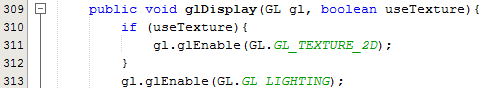 309 public void glDisplay(GL gl, boolean useTexture){
310 if (useTexture){
311 gl.glEnable(GL.GL_TEXTURE_2D);
312 }
313 gl.glEnable(GL.GL_LIGHTING);